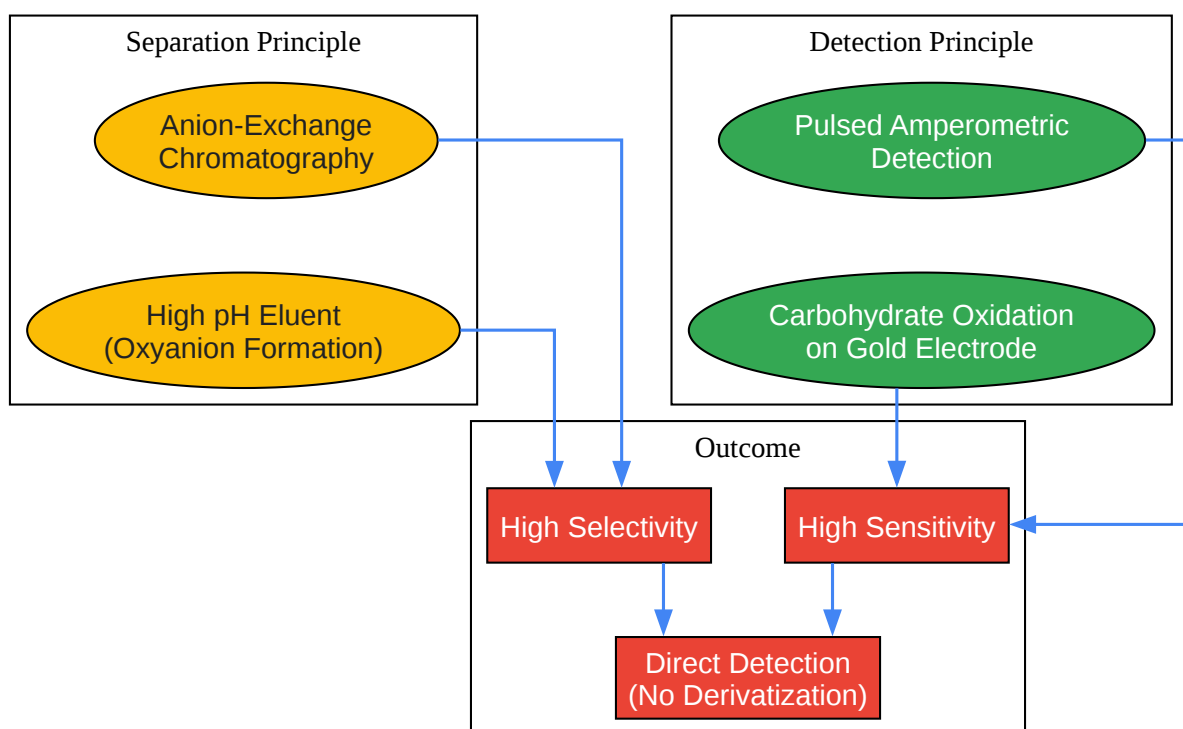 Separation Principle
Anion-Exchange
Chromatography
High pH Eluent
(Oxyanion Formation)
Detection Principle
Pulsed Amperometric
Detection
Carbohydrate Oxidation
on Gold Electrode
Outcome
High Selectivity
High Sensitivity
Direct Detection
(No Derivatization)